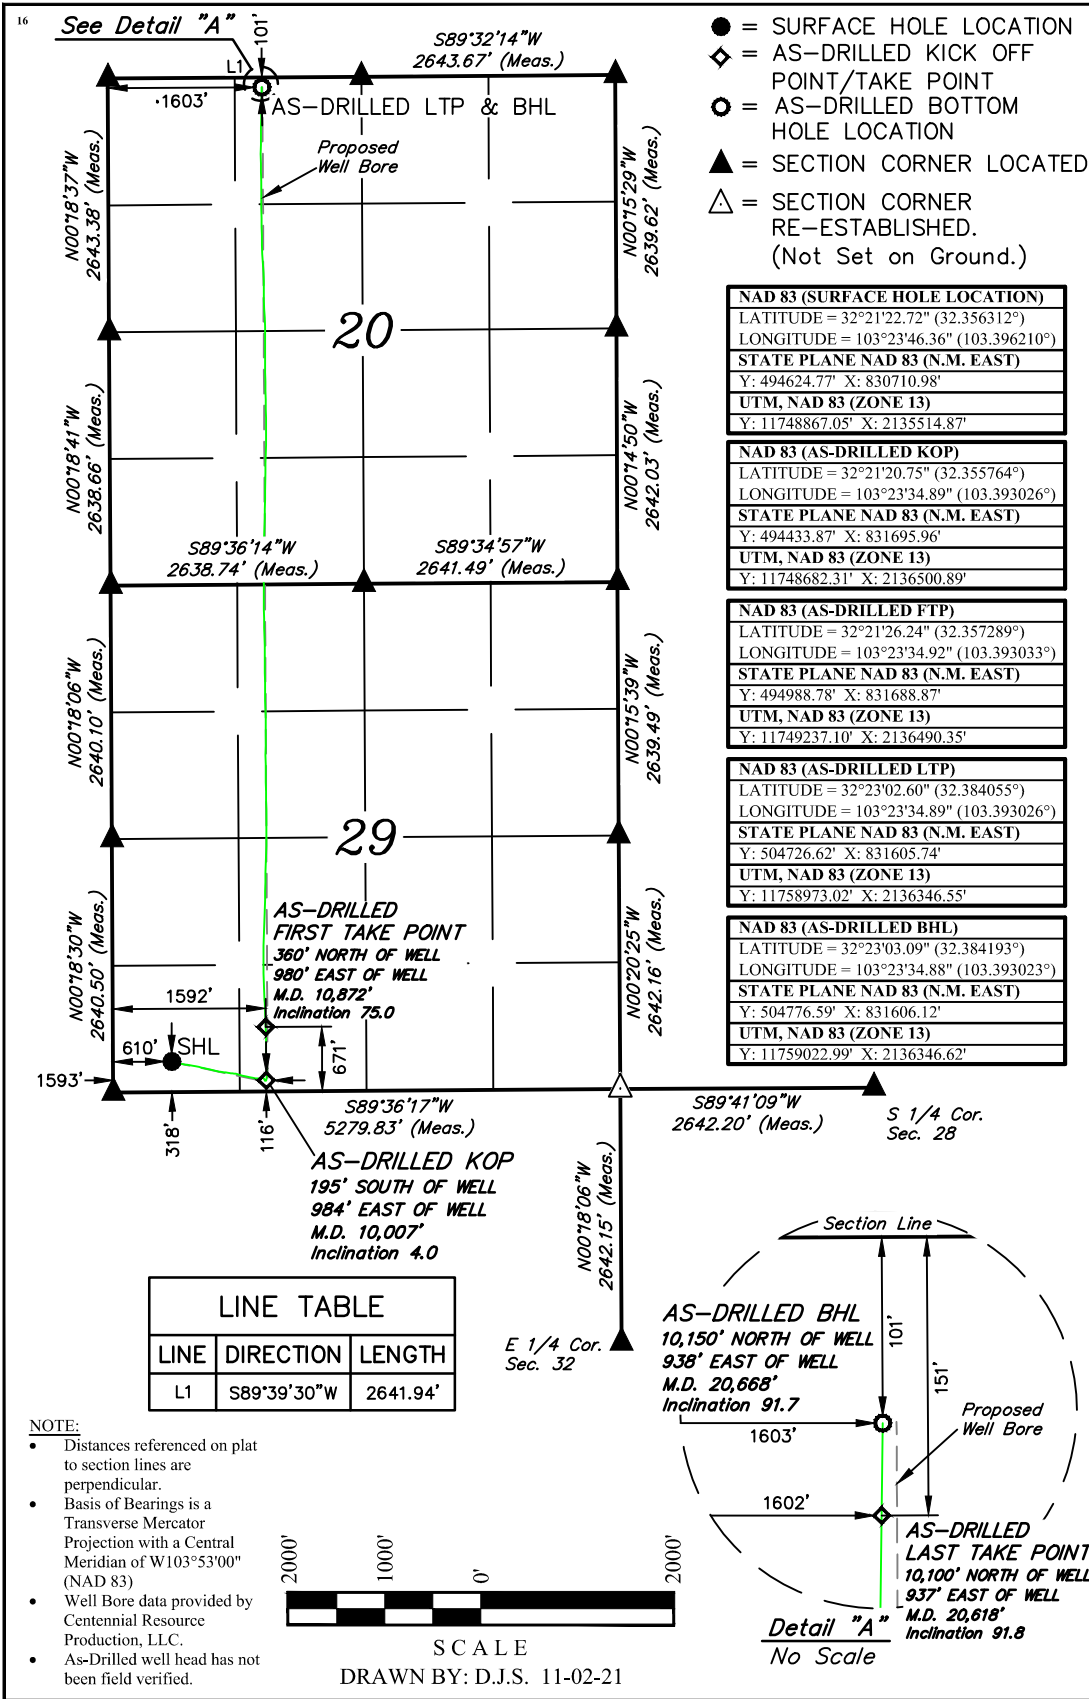 16
See Detail "A"
101'
L1
S89°32'14"W
2643.67' (Meas.)
1603'
AS-DRILLED LTP & BHL
Proposed
Well Bore
N00°18'37"W
2643.38' (Meas.)
N00°15'29"W
2639.62' (Meas.)
20
N00°18'41"W
2638.66' (Meas.)
N00°14'50"W
2642.03' (Meas.)
S89°36'14"W
2638.74' (Meas.)
S89°34'57"W
2641.49' (Meas.)
N00°18'06"W
2640.10' (Meas.)
N00°15'39"W
2639.49' (Meas.)
29
AS-DRILLED
FIRST TAKE POINT
360' NORTH OF WELL
980' EAST OF WELL
M.D. 10,872'
Inclination 75.0
N00°18'30"W
2640.50' (Meas.)
N00°20'25"W
2642.16' (Meas.)
1592'
610'
SHL
671'
1593'
318'
116'
S89°36'17"W
5279.83' (Meas.)
S89°41'09"W
2642.20' (Meas.)
S 1/4 Cor.
Sec. 28
AS-DRILLED KOP
195' SOUTH OF WELL
984' EAST OF WELL
M.D. 10,007'
Inclination 4.0
N00°18'06"W
2642.15' (Meas.)
E 1/4 Cor.
Sec. 32
● = SURFACE HOLE LOCATION
= AS-DRILLED KICK OFF
POINT/TAKE POINT
= AS-DRILLED BOTTOM
HOLE LOCATION
▲ = SECTION CORNER LOCATED
△ = SECTION CORNER
RE-ESTABLISHED.
(Not Set on Ground.)
NAD 83 (SURFACE HOLE LOCATION)
LATITUDE = 32°21'22.72" (32.356312°)
LONGITUDE = 103°23'46.36" (103.396210°)
STATE PLANE NAD 83 (N.M. EAST)
Y: 494624.77' X: 830710.98'
UTM, NAD 83 (ZONE 13)
Y: 11748867.05' X: 2135514.87'
NAD 83 (AS-DRILLED KOP)
LATITUDE = 32°21'20.75" (32.355764°)
LONGITUDE = 103°23'34.89" (103.393026°)
STATE PLANE NAD 83 (N.M. EAST)
Y: 494433.87' X: 831695.96'
UTM, NAD 83 (ZONE 13)
Y: 11748682.31' X: 2136500.89'
NAD 83 (AS-DRILLED FTP)
LATITUDE = 32°21'26.24" (32.357289°)
LONGITUDE = 103°23'34.92" (103.393033°)
STATE PLANE NAD 83 (N.M. EAST)
Y: 494988.78' X: 831688.87'
UTM, NAD 83 (ZONE 13)
Y: 11749237.10' X: 2136490.35'
NAD 83 (AS-DRILLED LTP)
LATITUDE = 32°23'02.60" (32.384055°)
LONGITUDE = 103°23'34.89" (103.393026°)
STATE PLANE NAD 83 (N.M. EAST)
Y: 504726.62' X: 831605.74'
UTM, NAD 83 (ZONE 13)
Y: 11758973.02' X: 2136346.55'
NAD 83 (AS-DRILLED BHL)
LATITUDE = 32°23'03.09" (32.384193°)
LONGITUDE = 103°23'34.88" (103.393023°)
STATE PLANE NAD 83 (N.M. EAST)
Y: 504776.59' X: 831606.12'
UTM, NAD 83 (ZONE 13)
Y: 11759022.99' X: 2136346.62'
LINE TABLE
LINE DIRECTION LENGTH
L1 S89°39'30"W 2641.94'
NOTE:
• Distances referenced on plat
to section lines are
perpendicular.
• Basis of Bearings is a
Transverse Mercator
Projection with a Central
Meridian of W103°53'00"
(NAD 83)
• Well Bore data provided by
Centennial Resource
Production, LLC.
• As-Drilled well head has not
been field verified.
2000' 1000' 0' 2000'
SCALE
DRAWN BY: D.J.S. 11-02-21
Section Line
AS-DRILLED BHL
10,150' NORTH OF WELL
938' EAST OF WELL
M.D. 20,668'
Inclination 91.7
101'
151'
1603'
Proposed
Well Bore
1602'
AS-DRILLED
LAST TAKE POINT
10,100' NORTH OF WELL
937' EAST OF WELL
M.D. 20,618'
Inclination 91.8
Detail "A"
No Scale